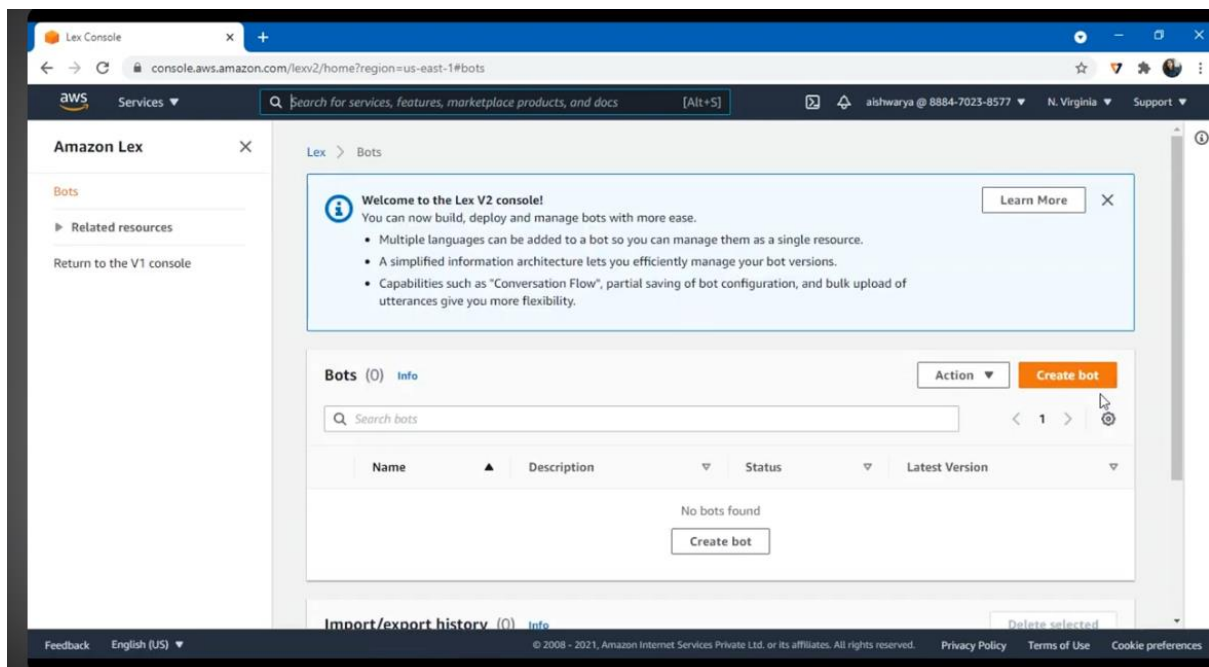 Lex Console
console.aws.amazon.com/lexv2/home?region=us-east-1#bots
aws Services Search for services, features, marketplace products, and docs [Alt+S] aishwarya @ 8884-7023-8577 N. Virginia Support
Amazon Lex
Bots
Related resources
Return to the V1 console
Lex > Bots
Welcome to the Lex V2 console!
You can now build, deploy and manage bots with more ease.
• Multiple languages can be added to a bot so you can manage them as a single resource.
• A simplified information architecture lets you efficiently manage your bot versions.
• Capabilities such as "Conversation Flow", partial saving of bot configuration, and bulk upload of
utterances give you more flexibility.
Learn More
Bots (0) Info
Action
Create bot
Search bots
1
Name Description Status Latest Version
No bots found
Create bot
Import/export history (0) Info
Delete selected
Feedback English (US) © 2008 - 2021, Amazon Internet Services Private Ltd. or its affiliates. All rights reserved. Privacy Policy Terms of Use Cookie preferences